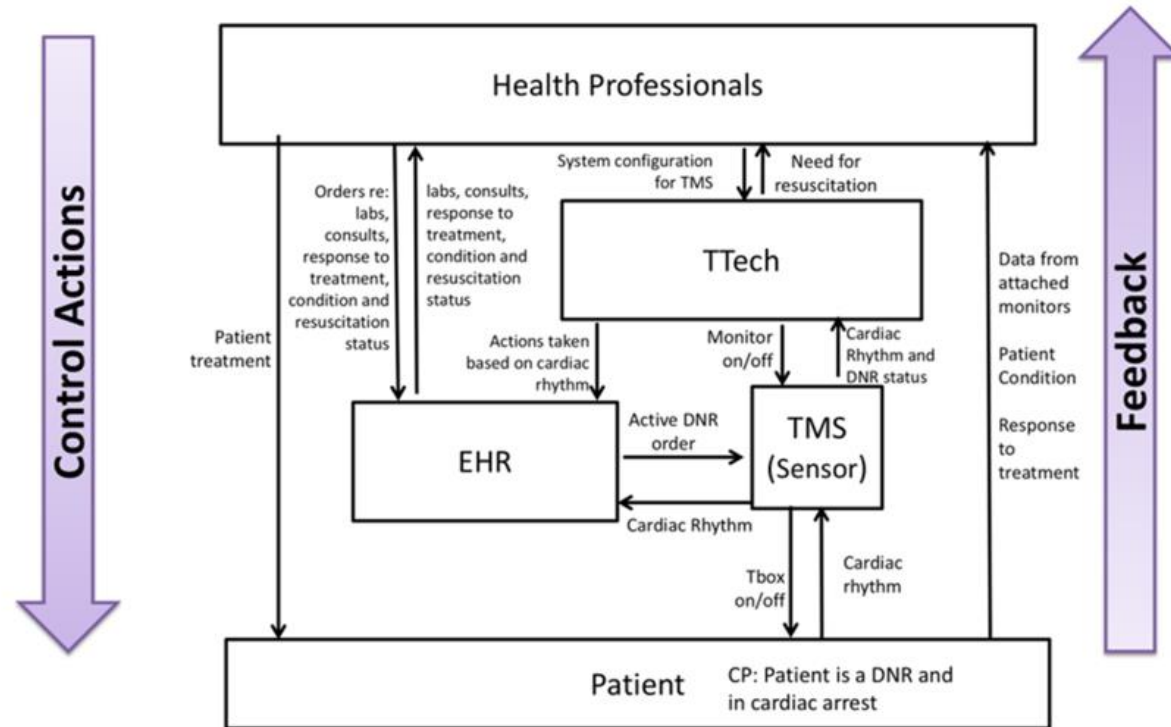 Control Actions
Health Professionals
Orders re:
labs,
consults,
response to
treatment,
condition and
resuscitation
status
labs, consults,
response to
treatment,
condition and
resuscitation
status
System configuration
for TMS
Need for
resuscitation
TTech
Patient
treatment
Actions taken
based on cardiac
rhythm
Monitor
on/off
Cardiac
Rhythm and
DNR status
Data from
attached
monitors
Patient
Condition
Response
to
treatment
EHR
Active DNR
order
TMS
(Sensor)
Cardiac Rhythm
Tbox
on/off
Cardiac
rhythm
Patient
CP: Patient is a DNR and
in cardiac arrest
Feedback